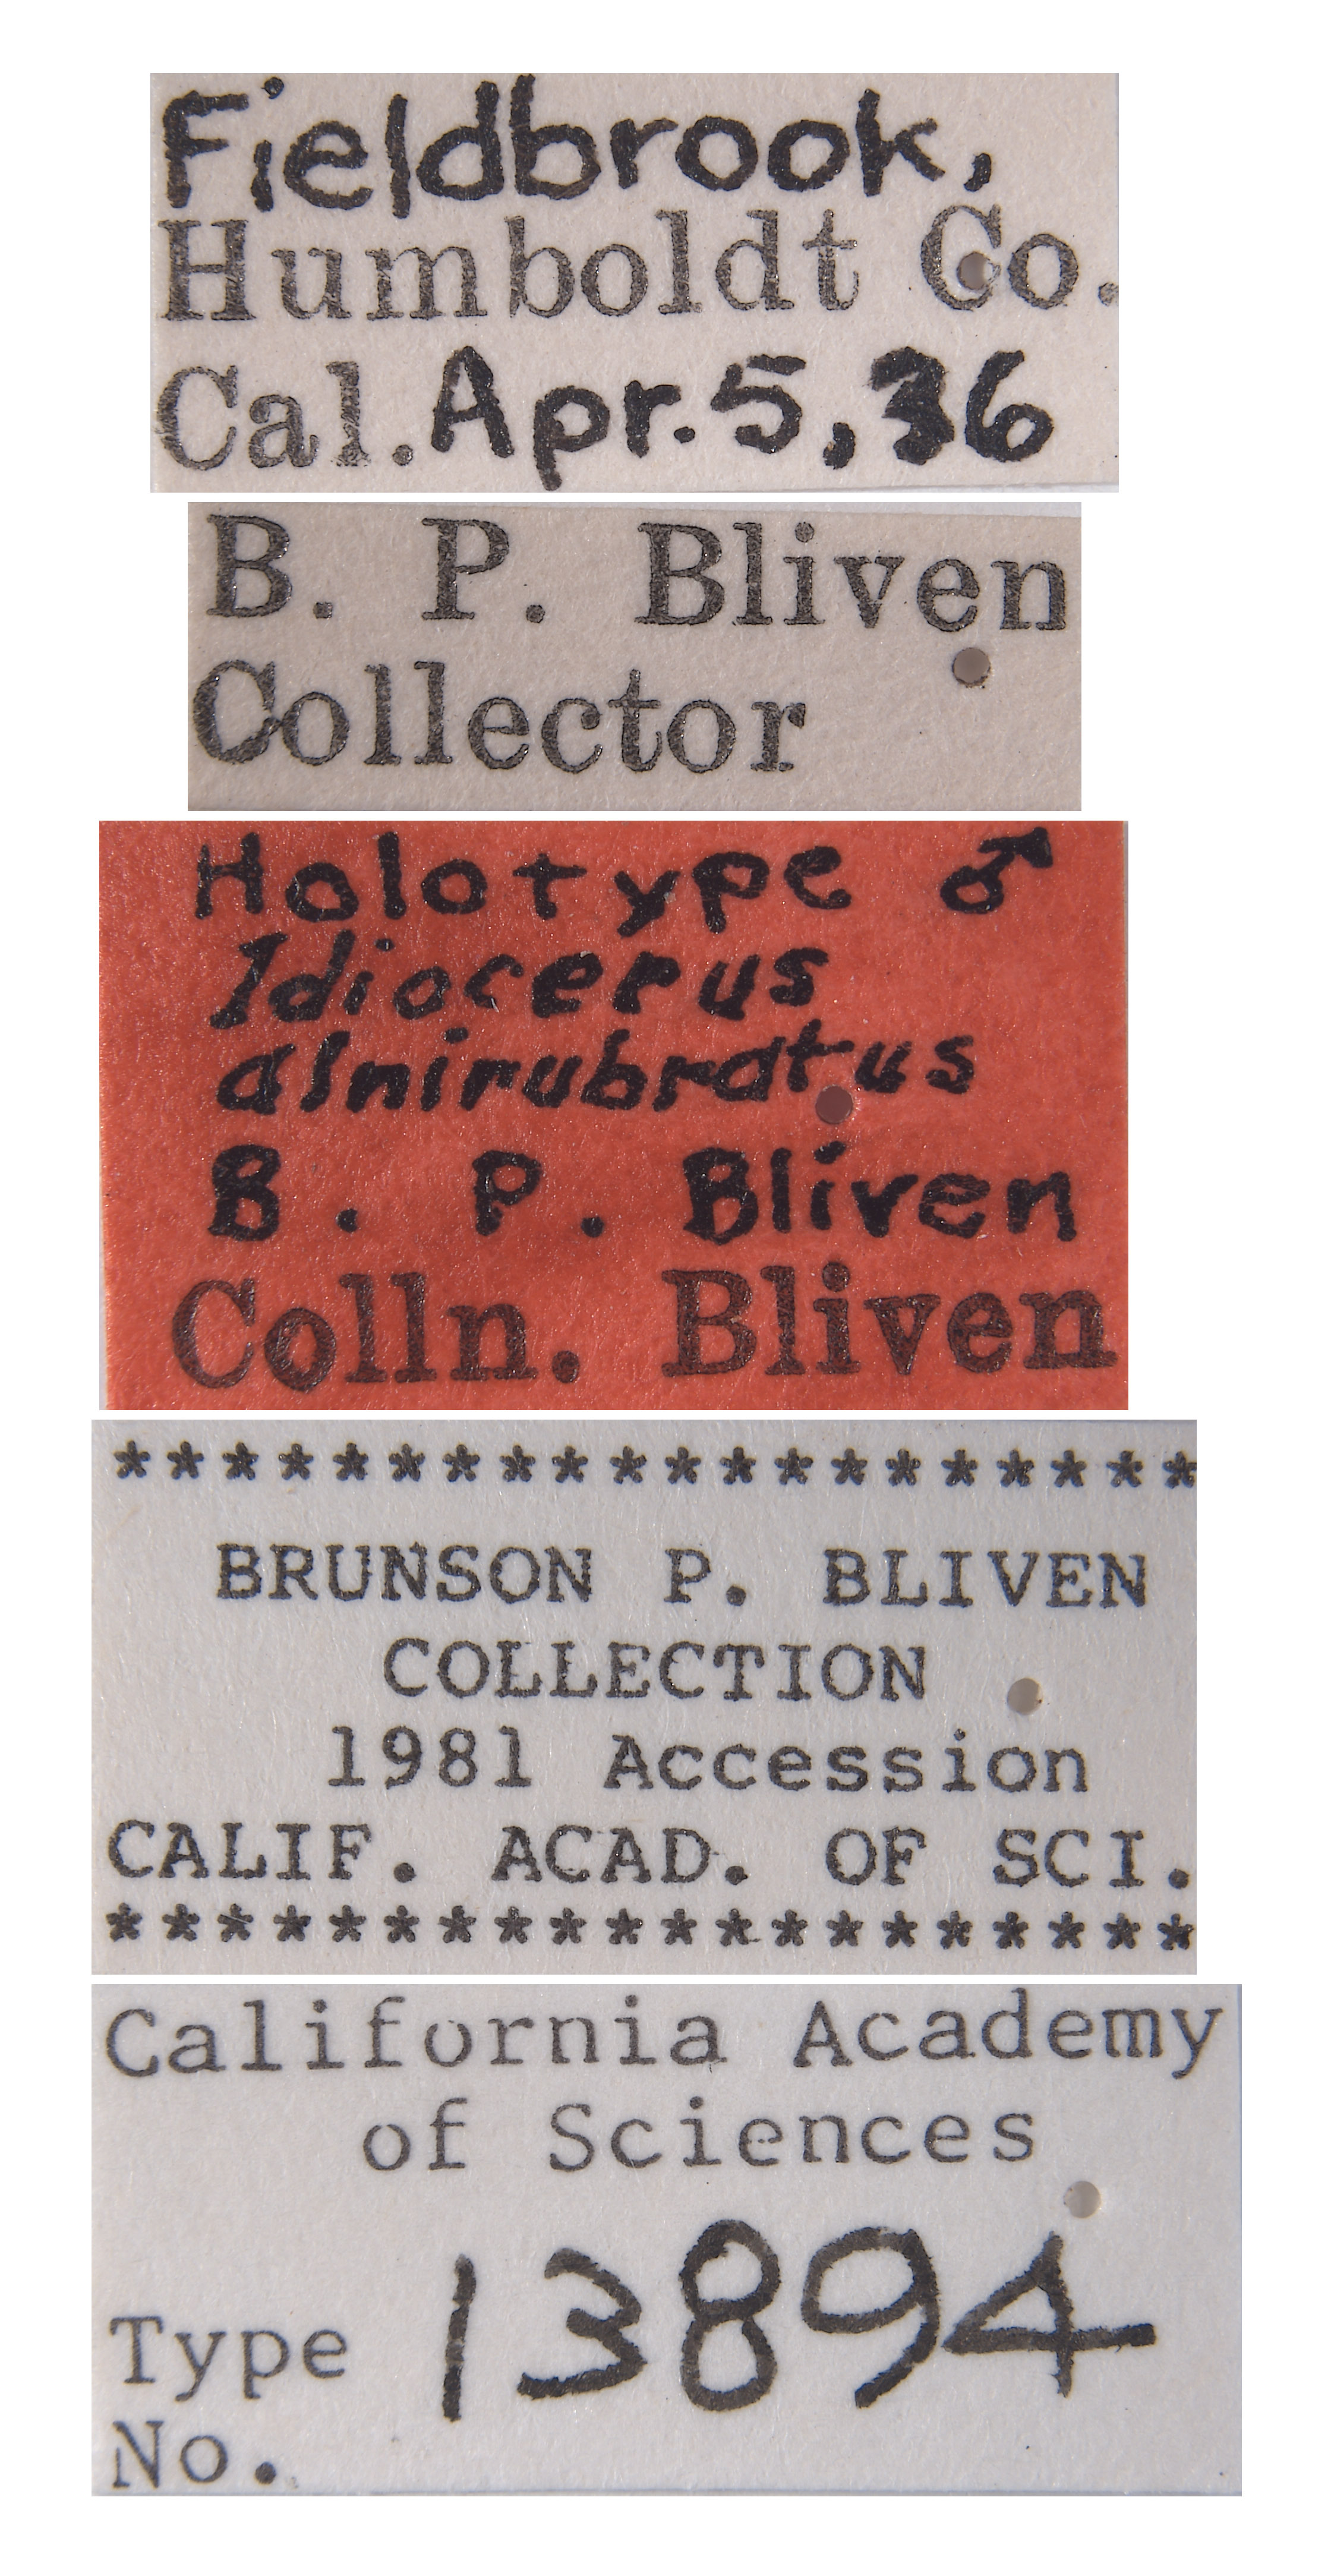 Fieldbrook,
Humboldt Co.
Cal. Apr. 5, 36
B. P. Bliven
Collector
Holotype ♂
Idiocerus
alnirubratus
B. P. Bliven
Colln. Bliven
********************
BRUNSON P. BLIVEN
COLLECTION
1981 Accession
CALIF. ACAD. OF SCI.
********************
California Academy
of Sciences
Type 13894
No.